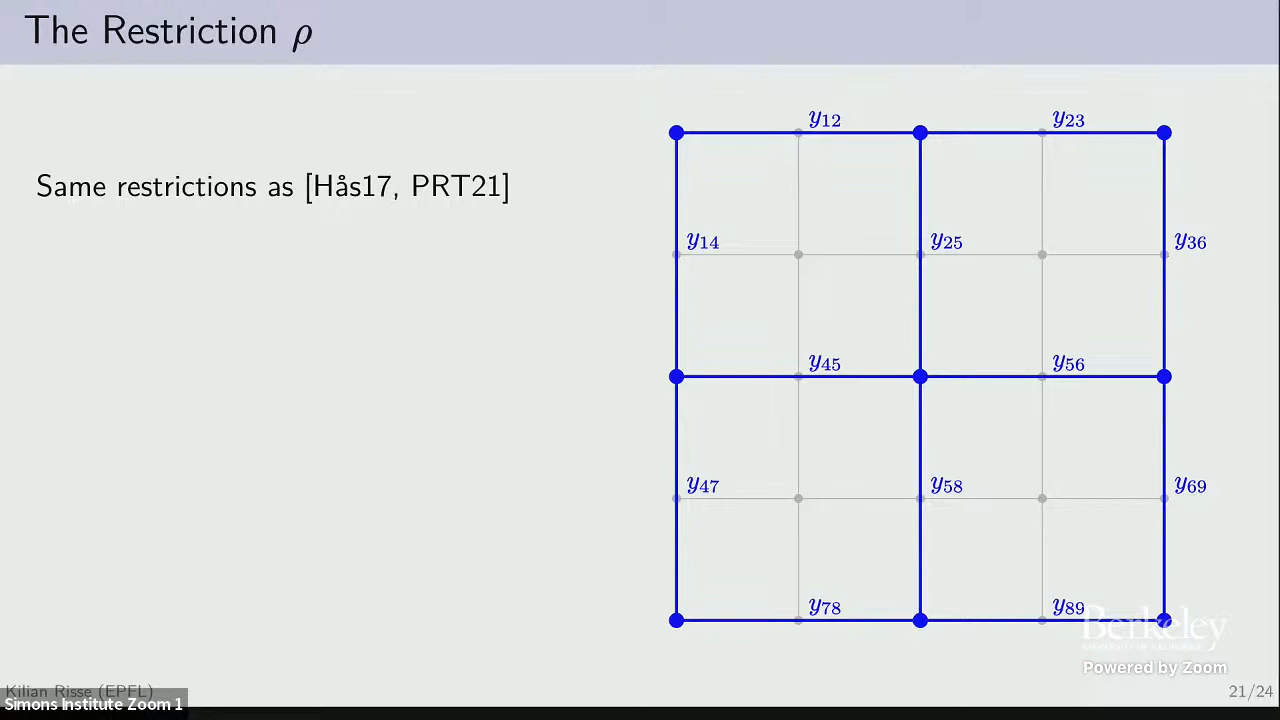 The Restriction ρ
Same restrictions as [Hås17, PRT21]
y12
y23
y14
y25
y36
y45
y56
y47
y58
y69
y78
y89
Berkeley
Powered by Zoom
Kilian Risse (EPFL)
21/24
Simons Institute Zoom 1